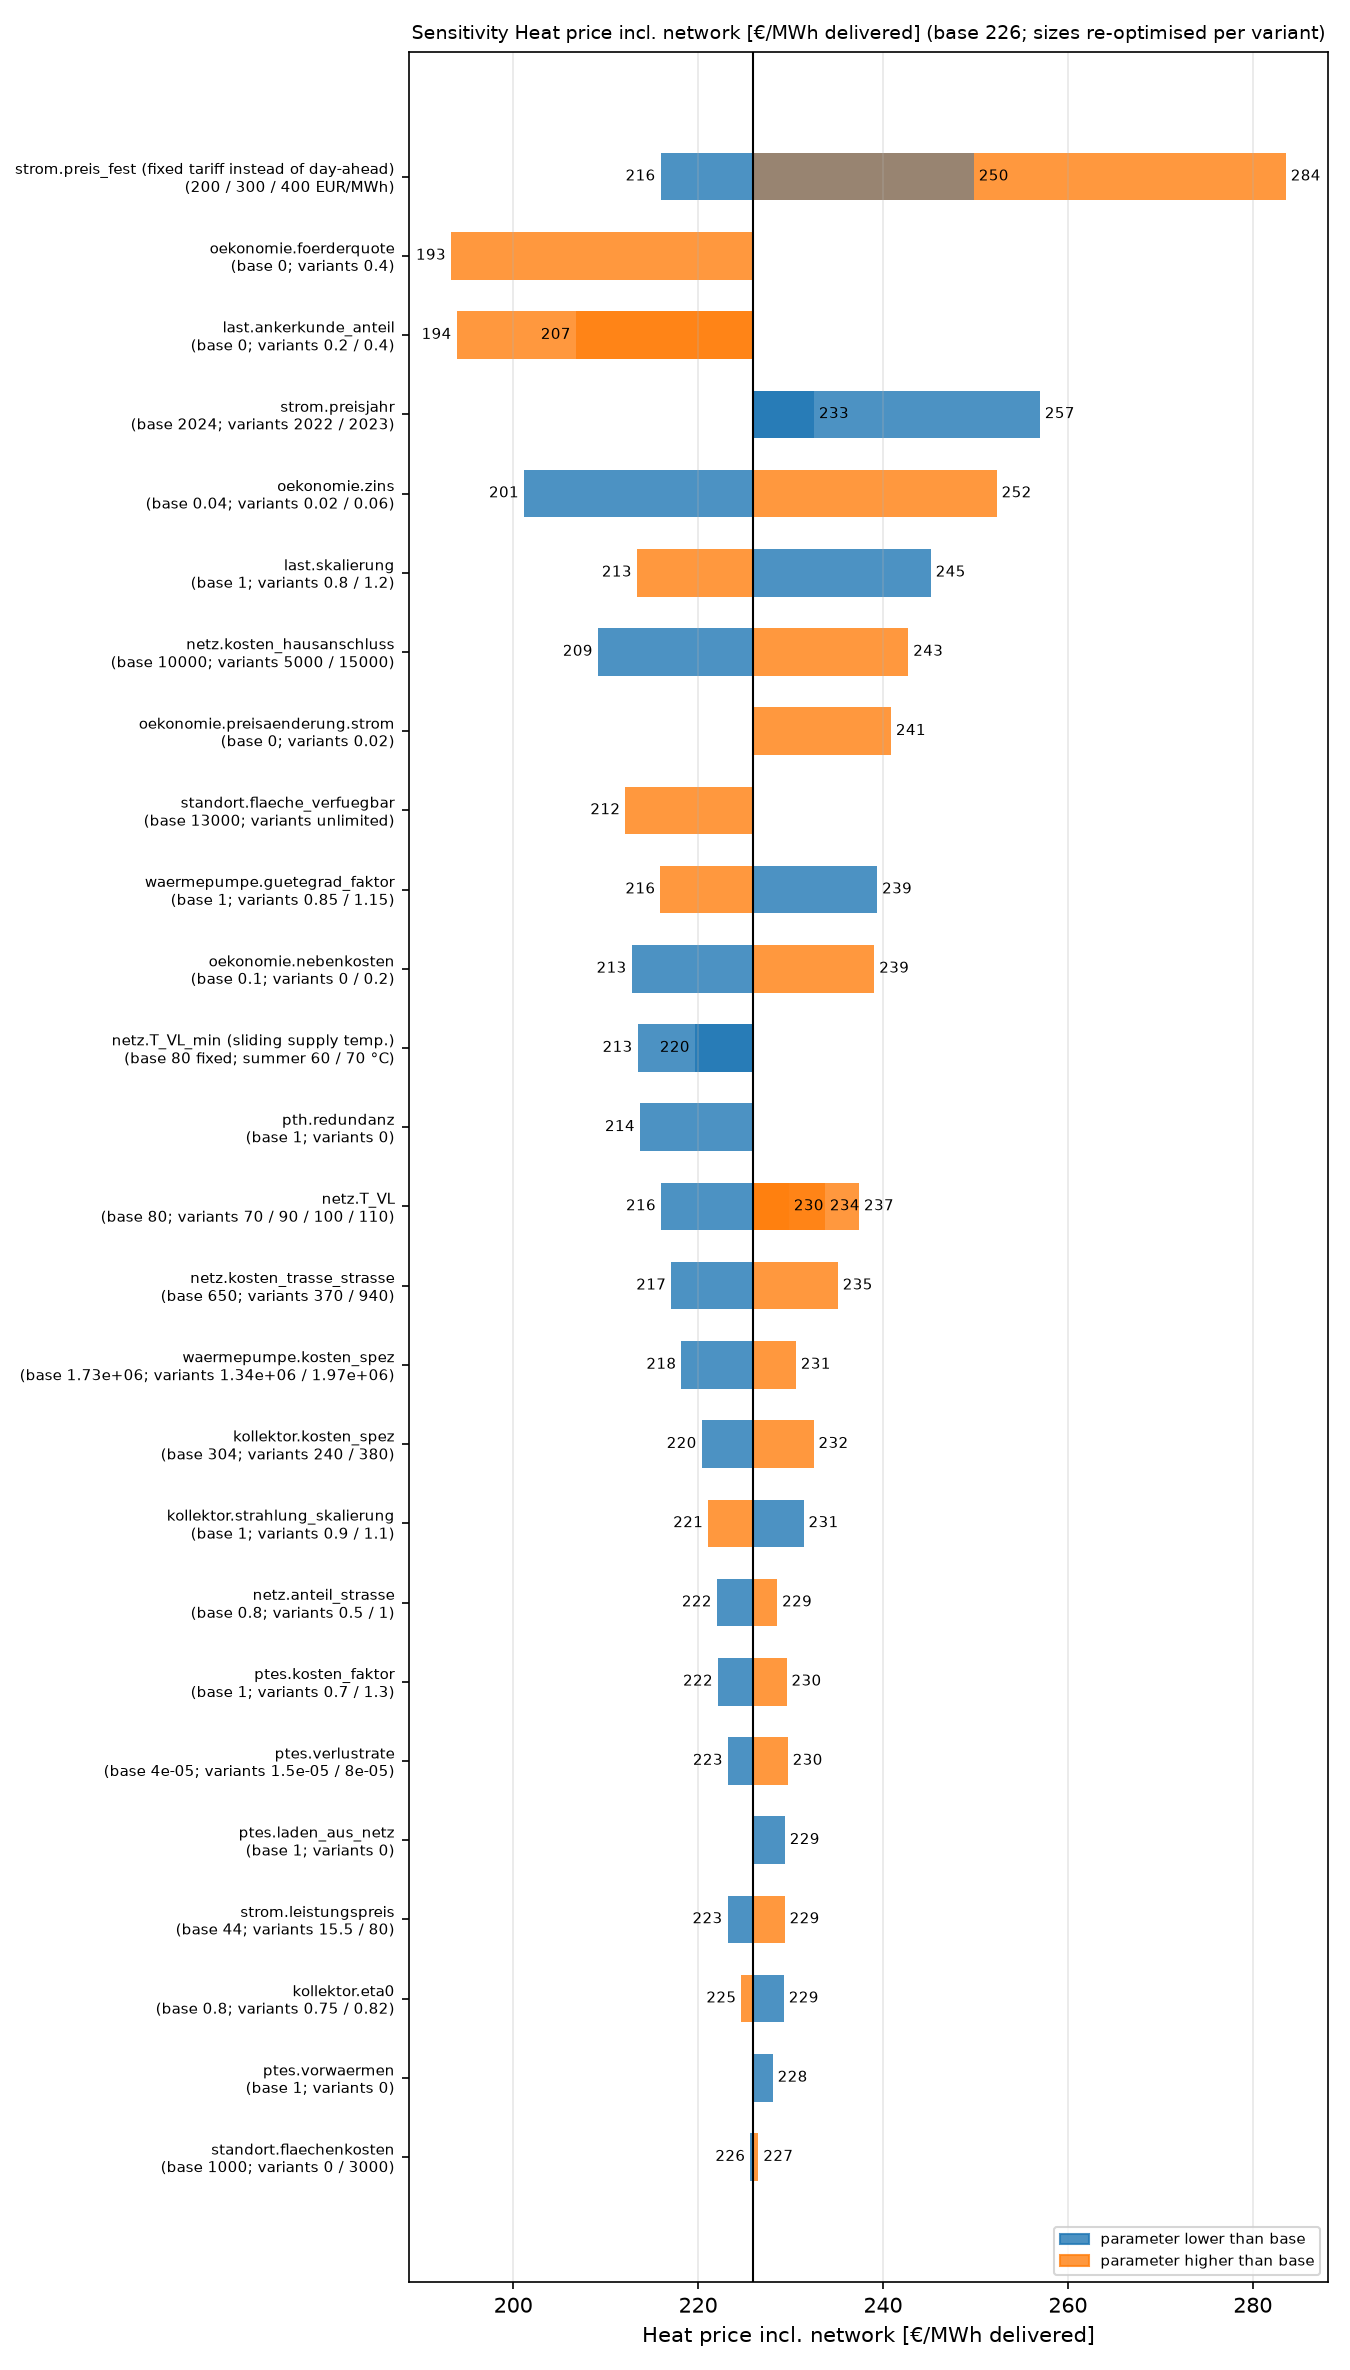 Sensitivity Heat price incl. network [€/MWh delivered] (base 226; sizes re-optimised per variant)
strom.preis_fest (fixed tariff instead of day-ahead)
(200 / 300 / 400 EUR/MWh)
216 250 284
oekonomie.foerderquote
(base 0; variants 0.4)
193
last.ankerkunde_anteil
(base 0; variants 0.2 / 0.4)
194 207
strom.preisjahr
(base 2024; variants 2022 / 2023)
233 257
oekonomie.zins
(base 0.04; variants 0.02 / 0.06)
201 252
last.skalierung
(base 1; variants 0.8 / 1.2)
213 245
netz.kosten_hausanschluss
(base 10000; variants 5000 / 15000)
209 243
oekonomie.preisaenderung.strom
(base 0; variants 0.02)
241
standort.flaeche_verfuegbar
(base 13000; variants unlimited)
212
waermepumpe.guetegrad_faktor
(base 1; variants 0.85 / 1.15)
216 239
oekonomie.nebenkosten
(base 0.1; variants 0 / 0.2)
213 239
netz.T_VL_min (sliding supply temp.)
(base 80 fixed; summer 60 / 70 °C)
213 220
pth.redundanz
(base 1; variants 0)
214
netz.T_VL
(base 80; variants 70 / 90 / 100 / 110)
216 230 234 237
netz.kosten_trasse_strasse
(base 650; variants 370 / 940)
217 235
waermepumpe.kosten_spez
(base 1.73e+06; variants 1.34e+06 / 1.97e+06)
218 231
kollektor.kosten_spez
(base 304; variants 240 / 380)
220 232
kollektor.strahlung_skalierung
(base 1; variants 0.9 / 1.1)
221 231
netz.anteil_strasse
(base 0.8; variants 0.5 / 1)
222 229
ptes.kosten_faktor
(base 1; variants 0.7 / 1.3)
222 230
ptes.verlustrate
(base 4e-05; variants 1.5e-05 / 8e-05)
223 230
ptes.laden_aus_netz
(base 1; variants 0)
229
strom.leistungspreis
(base 44; variants 15.5 / 80)
223 229
kollektor.eta0
(base 0.8; variants 0.75 / 0.82)
225 229
ptes.vorwaermen
(base 1; variants 0)
228
standort.flaechenkosten
(base 1000; variants 0 / 3000)
226 227
parameter lower than base
parameter higher than base
200 220 240 260 280
Heat price incl. network [€/MWh delivered]